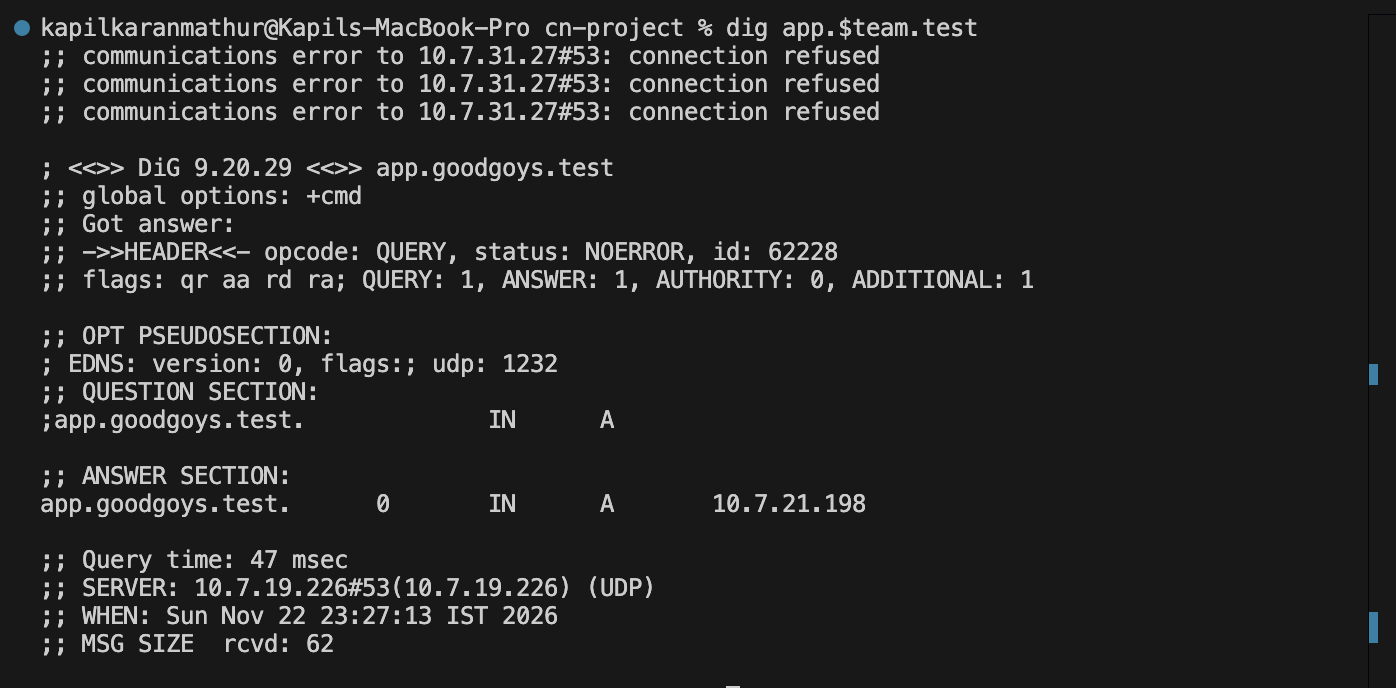 kapilkaranmathur@Kapils-MacBook-Pro cn-project % dig app.$team.test
;; communications error to 10.7.31.27#53: connection refused
;; communications error to 10.7.31.27#53: connection refused
;; communications error to 10.7.31.27#53: connection refused

; <<>> DiG 9.20.29 <<>> app.goodgoys.test
;; global options: +cmd
;; Got answer:
;; ->>HEADER<<- opcode: QUERY, status: NOERROR, id: 62228
;; flags: qr aa rd ra; QUERY: 1, ANSWER: 1, AUTHORITY: 0, ADDITIONAL: 1

;; OPT PSEUDOSECTION:
; EDNS: version: 0, flags:; udp: 1232
;; QUESTION SECTION:
;app.goodgoys.test.		IN	A

;; ANSWER SECTION:
app.goodgoys.test.	0	IN	A	10.7.21.198

;; Query time: 47 msec
;; SERVER: 10.7.19.226#53(10.7.19.226) (UDP)
;; WHEN: Sun Nov 22 23:27:13 IST 2026
;; MSG SIZE  rcvd: 62